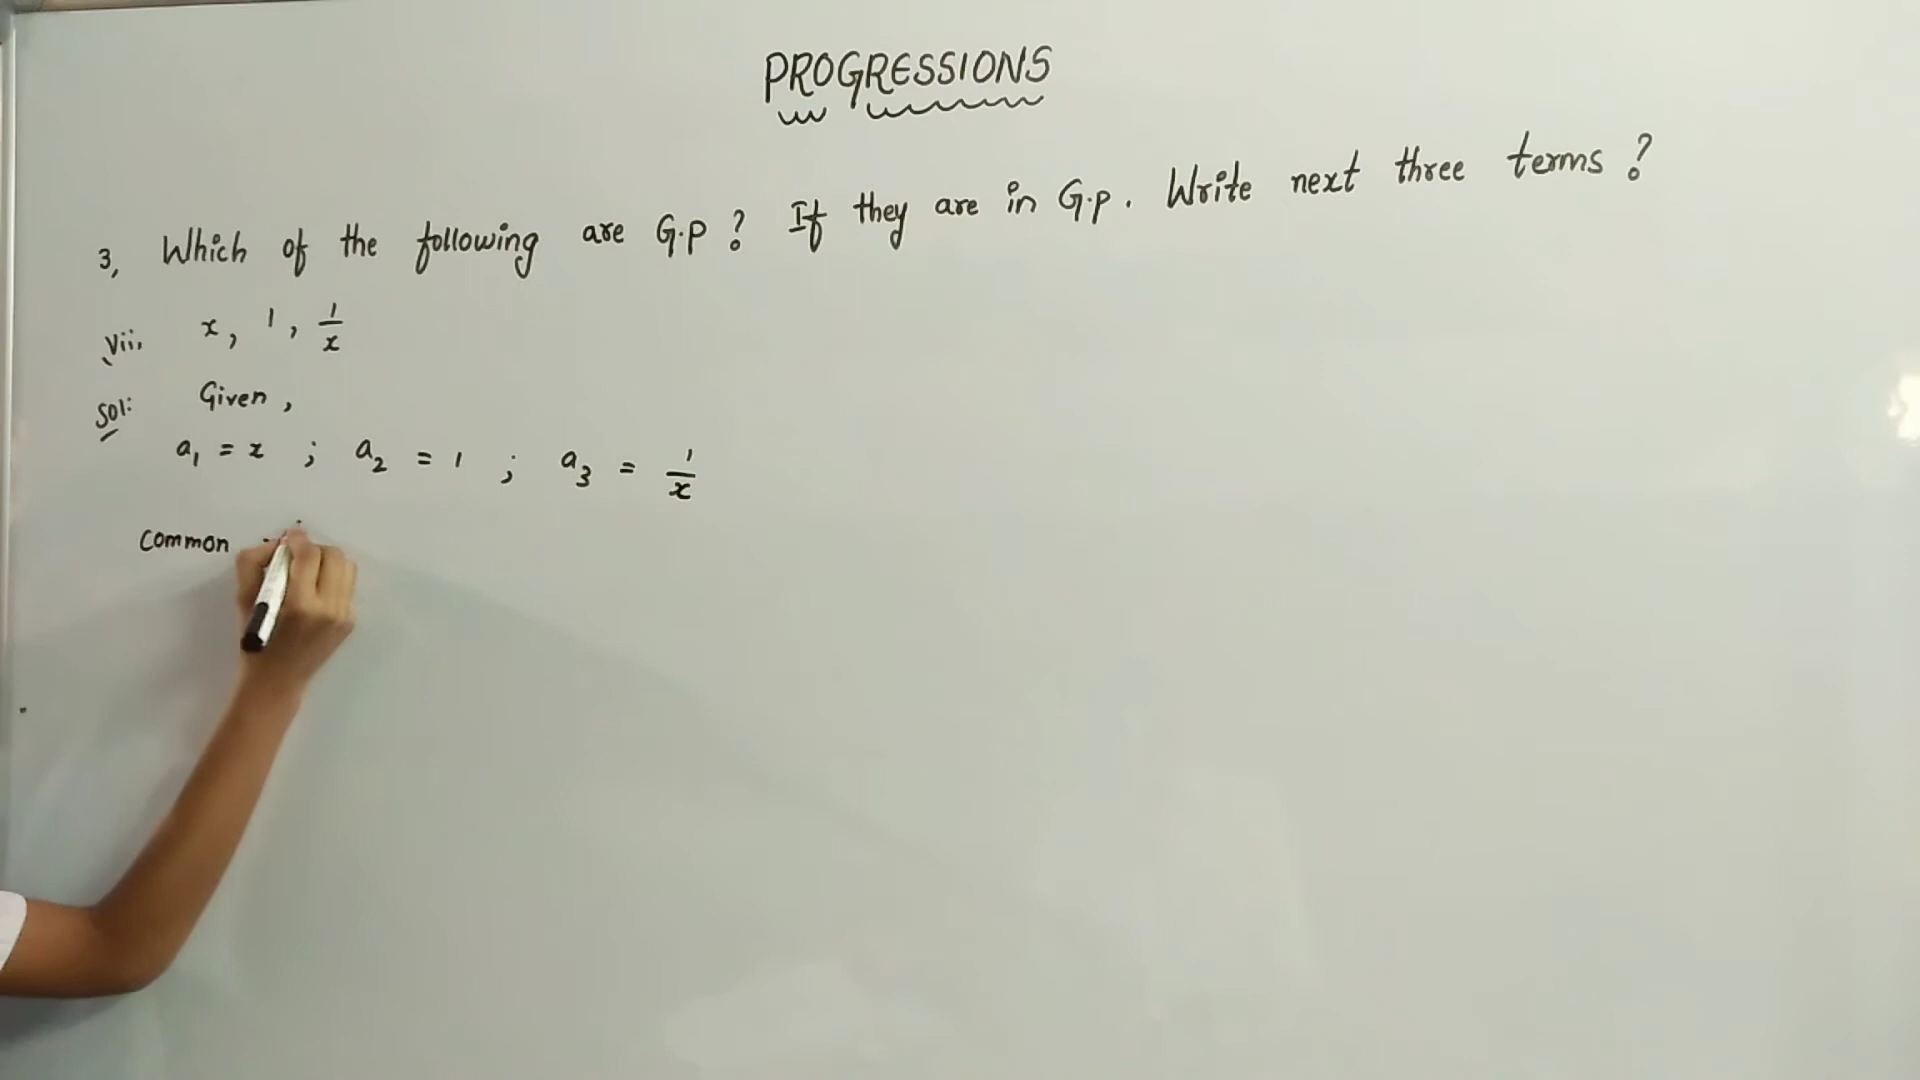 PROGRESSIONS
3, Which of the following are G.P ? If they are in G.P. Write next three terms ?
vii, x, 1, 1/x
Sol: Given,
a₁ = x ; a₂ = 1 ; a₃ = 1/x
Common